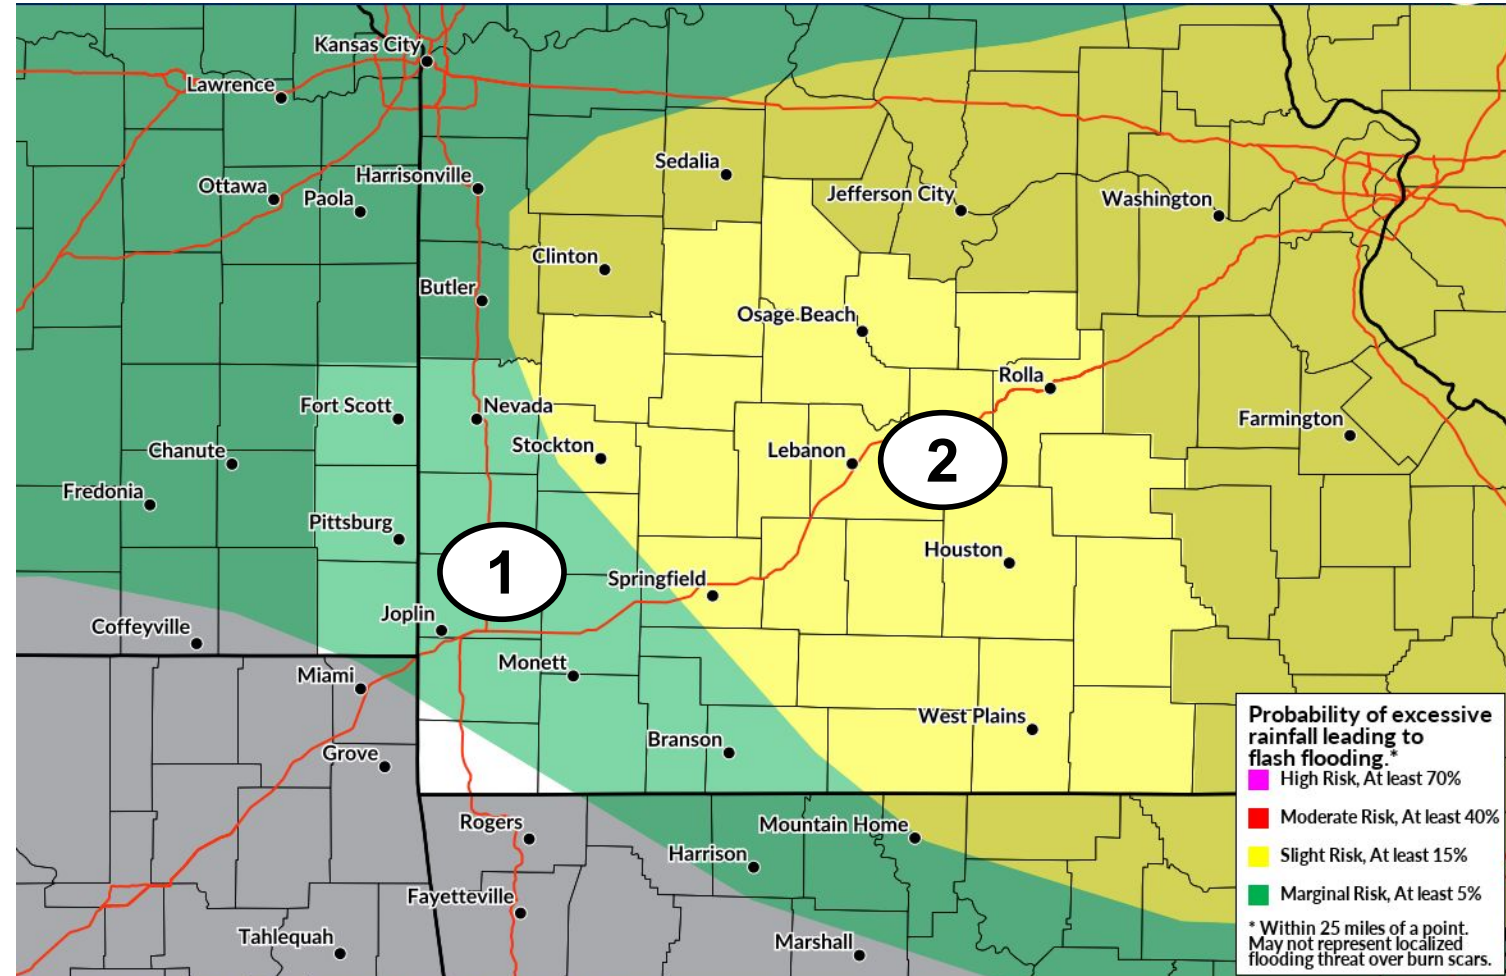 Kansas City
Lawrence
Sedalia
Harrisonville
Ottawa
Paola
Jefferson City
Washington
Clinton
Butler
Osage Beach
Rolla
Fort Scott
Nevada
Farmington
Stockton
Lebanon
2
Chanute
Fredonia
Pittsburg
Houston
1
Springfield
Joplin
Coffeyville
Monett
Miami
West Plains
Branson
Grove
Rogers
Mountain Home
Harrison
Fayetteville
Tahlequah
Marshall
Probability of excessive
rainfall leading to
flash flooding.*
High Risk, At least 70%
Moderate Risk, At least 40%
Slight Risk, At least 15%
Marginal Risk, At least 5%
* Within 25 miles of a point.
May not represent localized
flooding threat over burn scars.